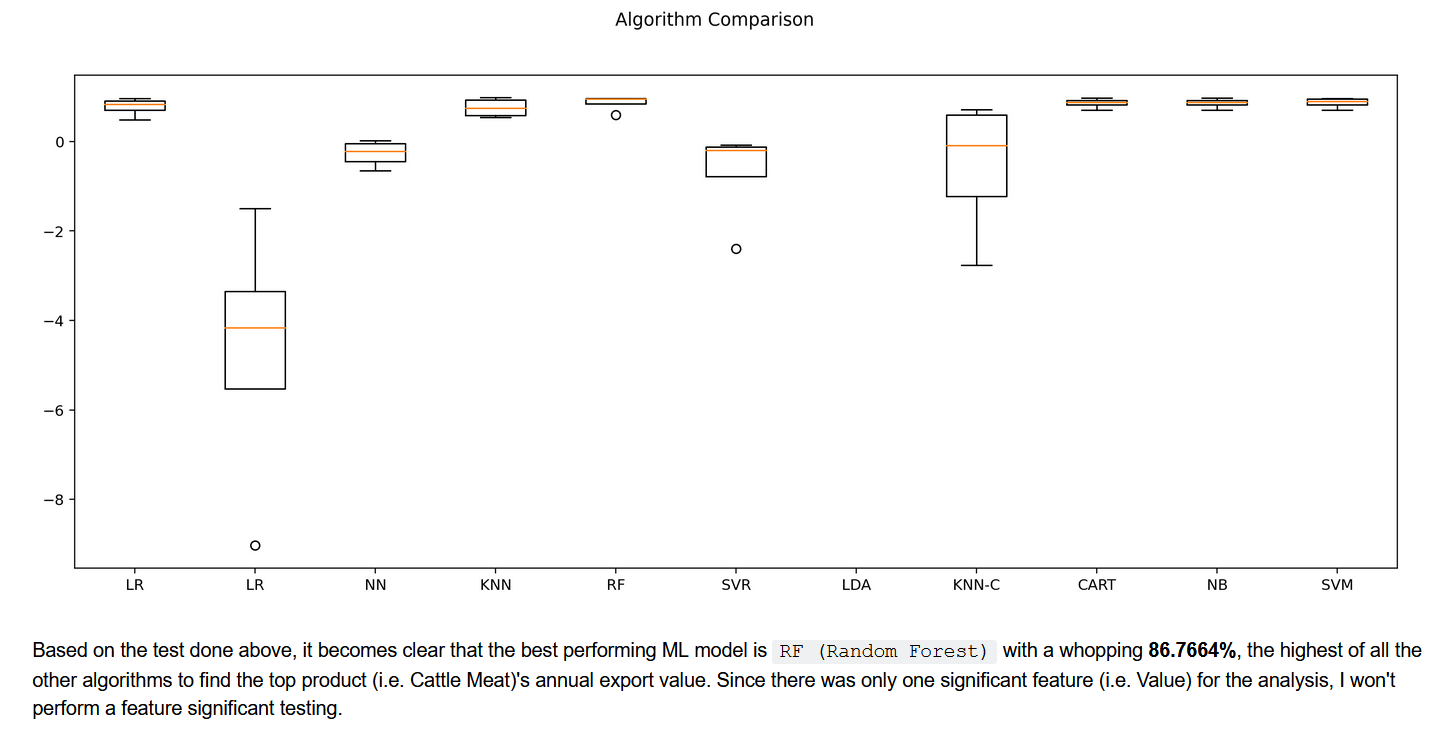 Algorithm Comparison
0
−2
−4
−6
−8
LR LR NN KNN RF SVR LDA KNN-C CART NB SVM
Based on the test done above, it becomes clear that the best performing ML model is RF (Random Forest) with a whopping 86.7664%, the highest of all the
other algorithms to find the top product (i.e. Cattle Meat)'s annual export value. Since there was only one significant feature (i.e. Value) for the analysis, I won't
perform a feature significant testing.